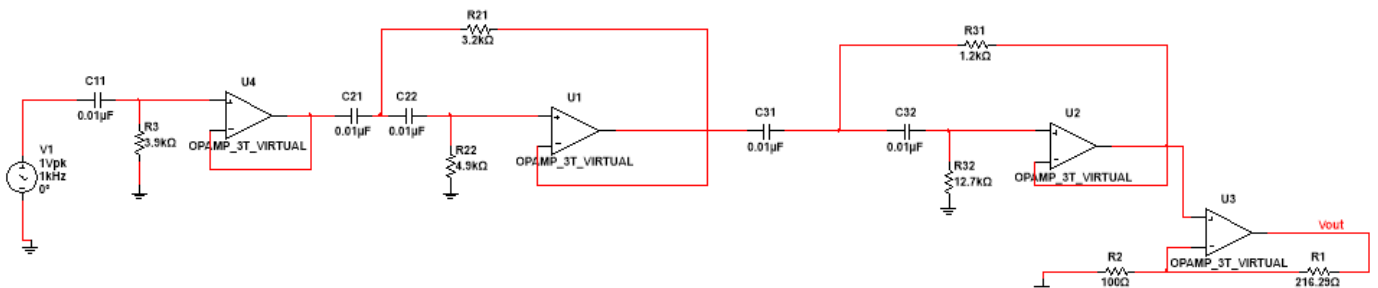 V1
1Vpk
1kHz
0°
C11
0.01µF
R3
3.9kΩ
U4
OPAMP_3T_VIRTUAL
C21
0.01µF
C22
0.01µF
R21
3.2kΩ
R22
4.9kΩ
U1
OPAMP_3T_VIRTUAL
C31
0.01µF
R31
1.2kΩ
C32
0.01µF
R32
12.7kΩ
U2
OPAMP_3T_VIRTUAL
U3
OPAMP_3T_VIRTUAL
Vout
R2
100Ω
R1
216.29Ω